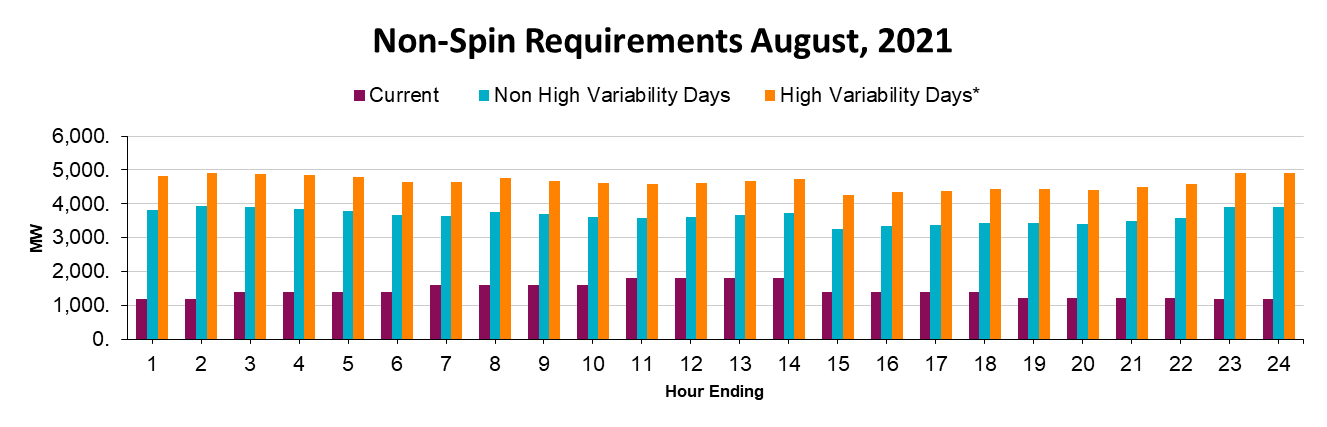 Non-Spin Requirements August, 2021
Current Non High Variability Days High Variability Days*
6,000.
5,000.
4,000.
3,000.
2,000.
1,000.
0.
MW
1 2 3 4 5 6 7 8 9 10 11 12 13 14 15 16 17 18 19 20 21 22 23 24
Hour Ending